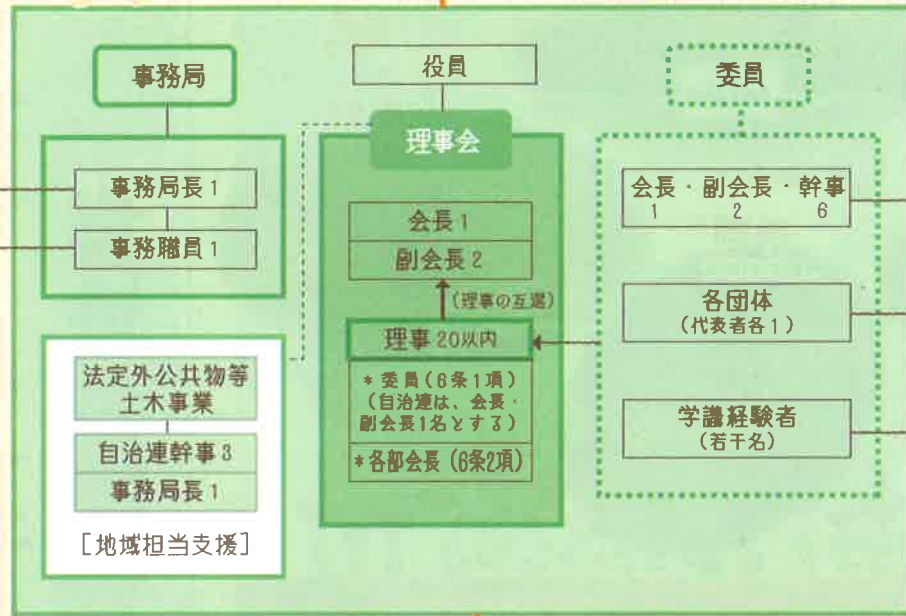 事務局
事務局長 1
事務職員 1
法定外公共物等
土木事業
自治連幹事 3
事務局長 1
[地域担当支援]
役員
理事会
会長 1
副会長 2
(理事の互選)
理事 20以内
* 委員(6条1項)
(自治連は、会長・
副会長1名とする)
*各部会長(6条2項)
委員
会長・副会長・幹事
1 2 6
各団体
(代表者各1)
学識経験者
(若干名)